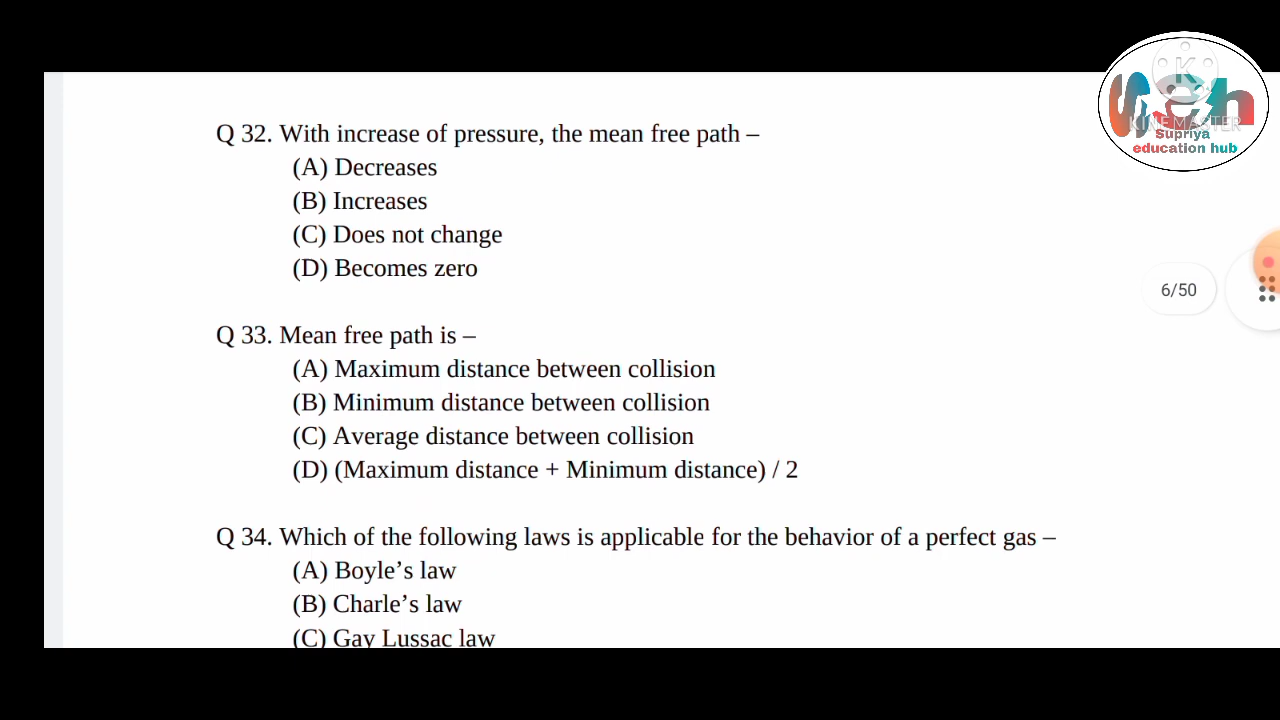 Q 32. With increase of pressure, the mean free path –
(A) Decreases
(B) Increases
(C) Does not change
(D) Becomes zero
Q 33. Mean free path is –
(A) Maximum distance between collision
(B) Minimum distance between collision
(C) Average distance between collision
(D) (Maximum distance + Minimum distance) / 2
Q 34. Which of the following laws is applicable for the behavior of a perfect gas –
(A) Boyle’s law
(B) Charle’s law
(C) Gay Lussac law
6/50
Seh
K
KINEMASTER
Supriya
education hub